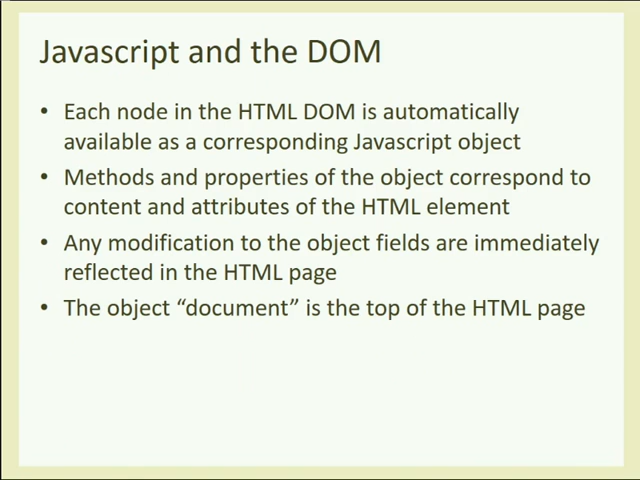 Javascript and the DOM
• Each node in the HTML DOM is automatically
available as a corresponding Javascript object
• Methods and properties of the object correspond to
content and attributes of the HTML element
• Any modification to the object fields are immediately
reflected in the HTML page
• The object “document” is the top of the HTML page